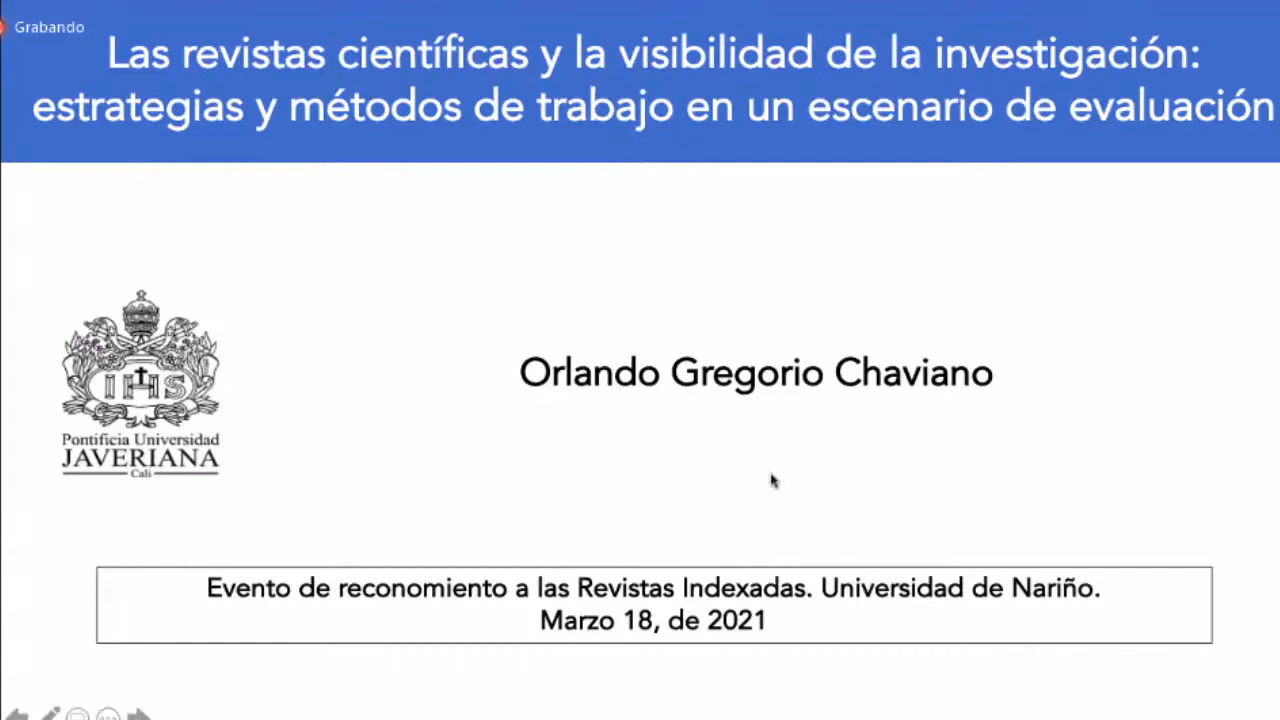 Grabando
Las revistas científicas y la visibilidad de la investigación:
estrategias y métodos de trabajo en un escenario de evaluación
IHS
Pontificia Universidad
JAVERIANA
Cali
Orlando Gregorio Chaviano
Evento de reconomiento a las Revistas Indexadas. Universidad de Nariño.
Marzo 18, de 2021